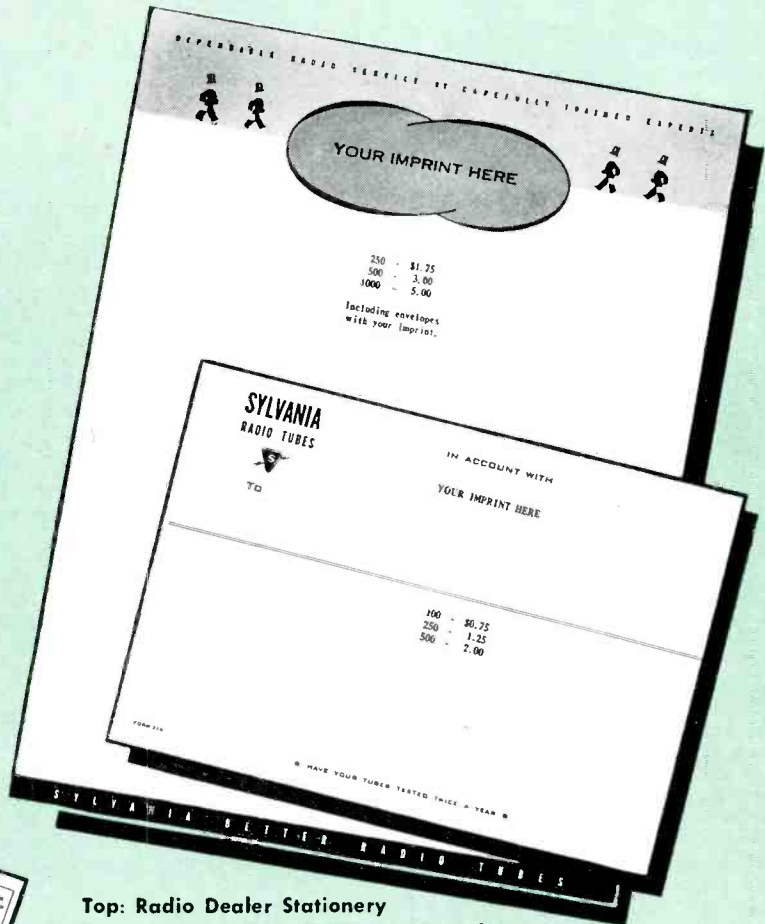 DEPENDABLE RADIO SERVICE BY CAREFULLY TRAINED EXPERTS
YOUR IMPRINT HERE
250 - $1.75
500 - 3.00
1000 - 5.00
Including envelopes
with your imprint.
SYLVANIA
RADIO TUBES
S
TO
IN ACCOUNT WITH
YOUR IMPRINT HERE
100 - $0.75
250 - 1.25
500 - 2.00
FORM
HAVE YOUR TUBES TESTED TWICE A YEAR
SYLVANIA BETTER RADIO TUBES
Top: Radio Dealer Stationery